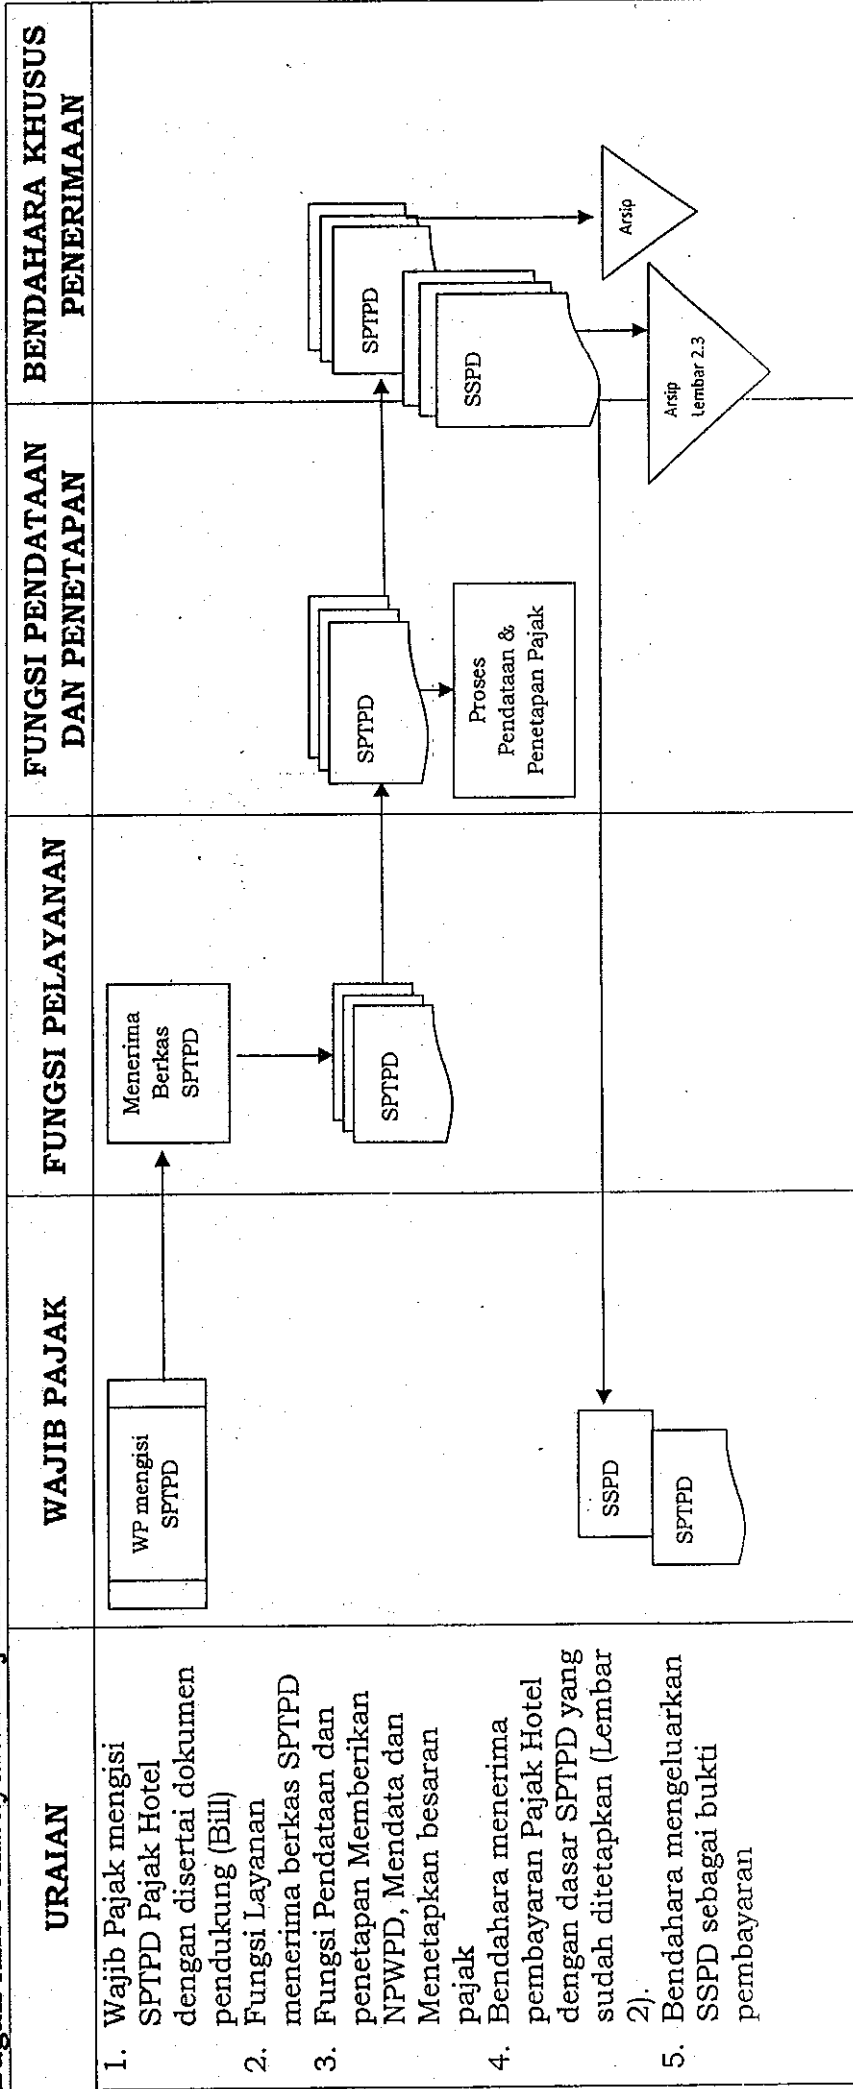 URAIAN
WAJIB PAJAK
FUNGSI PELAYANAN
FUNGSI PENDATAAN
DAN PENETAPAN
BENDAHARA KHUSUS
PENERIMAAN
1. Wajib Pajak mengisi
SPTPD Pajak Hotel
dengan disertai dokumen
pendukung (Bill)
2. Fungsi Layanan
menerima berkas SPTPD
3. Fungsi Pendataan dan
penetapan Memberikan
NPWPD, Mendata dan
Menetapkan besaran
pajak
4. Bendahara menerima
pembayaran Pajak Hotel
dengan dasar SPTPD yang
sudah ditetapkan (Lembar
2).
5. Bendahara mengeluarkan
SSPD sebagai bukti
pembayaran
WP mengisi
SPTPD
SSPD
SPTPD
Menerima
Berkas
SPTPD
SPTPD
SPTPD
Proses
Pendataan &
Penetapan Pajak
SPTPD
SSPD
Arsip
Lembar 2.3
Arsip